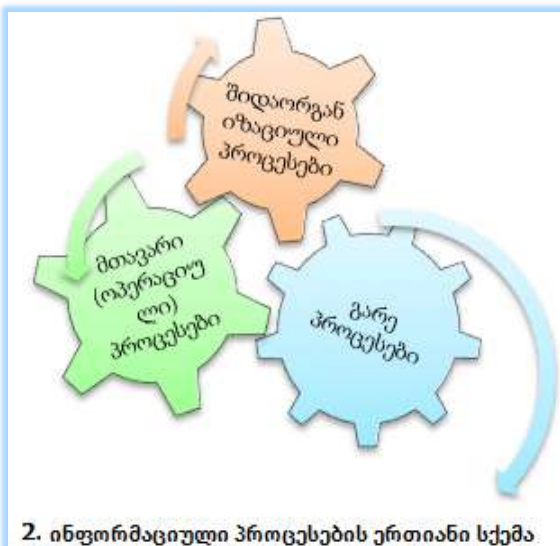 შიდაორგან
იზაციული
პროცესები
მთავარი
(ოპერაციუ
ლი)
პროცესები
გარე
პროცესები
2. ინფორმაციული პროცესების ერთიანი სქემა